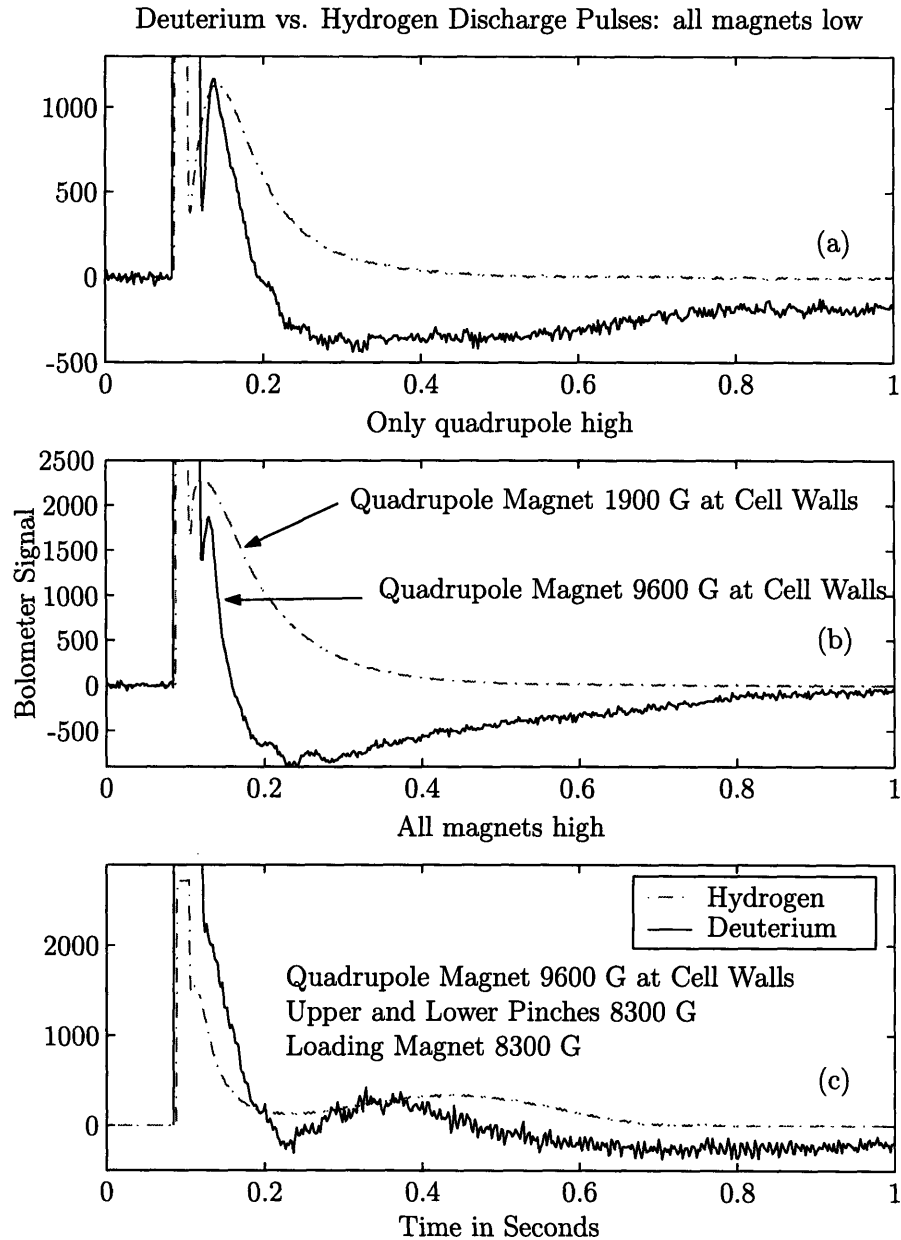 Deuterium vs. Hydrogen Discharge Pulses: all magnets low
1000
500
0
-500
(a)
0 0.2 0.4 0.6 0.8 1
Only quadrupole high
2500
2000
1500
1000
500
0
-500
Bolometer Signal
Quadrupole Magnet 1900 G at Cell Walls
Quadrupole Magnet 9600 G at Cell Walls
(b)
0 0.2 0.4 0.6 0.8 1
All magnets high
2000
1000
0
Hydrogen
Deuterium
Quadrupole Magnet 9600 G at Cell Walls
Upper and Lower Pinches 8300 G
Loading Magnet 8300 G
(c)
0 0.2 0.4 0.6 0.8 1
Time in Seconds